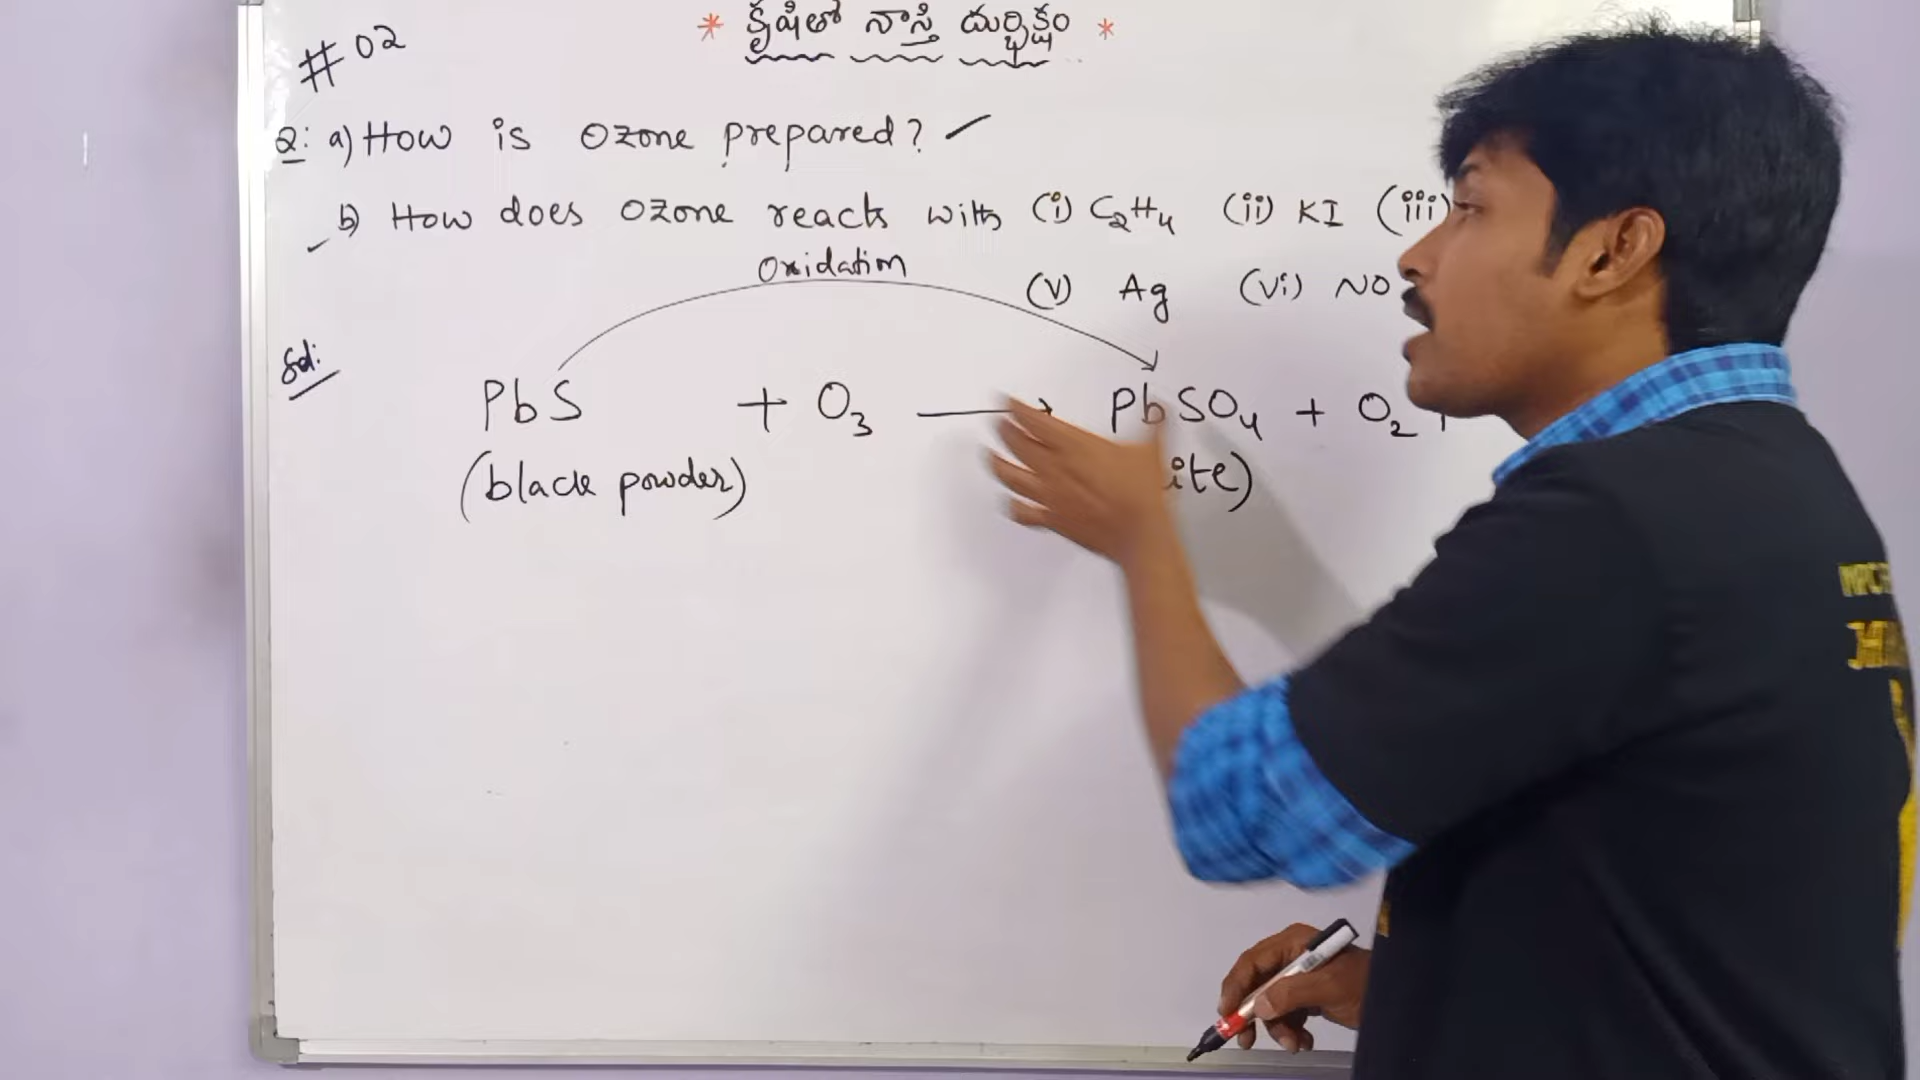 * కృషితో నాస్తి దుర్భిక్షం *
#02
Q: a) How is Ozone prepared? ✓
b) How does Ozone reacts with (i) C₂H₄ (ii) KI (iii)
(v) Ag (vi) NO
Oxidation
Sol:
PbS + O₃ → PbSO₄ + O₂
(black powder)